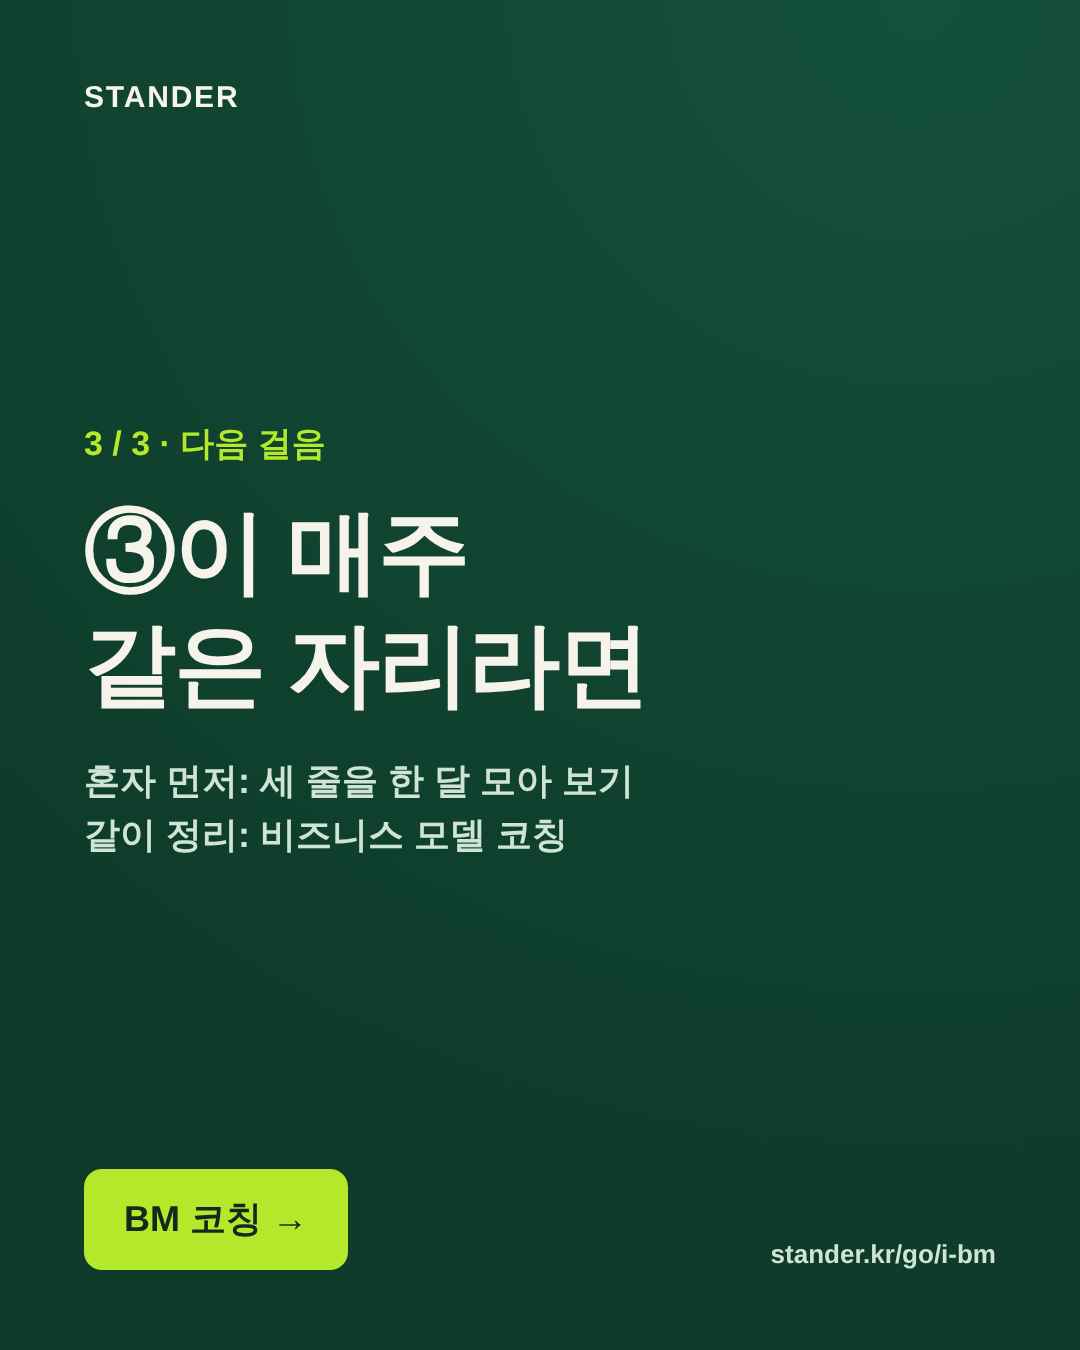 STANDER
3 / 3 · 다음 걸음
③이 매주
같은 자리라면
혼자 먼저: 세 줄을 한 달 모아 보기
같이 정리: 비즈니스 모델 코칭
BM 코칭 →
stander.kr/go/i-bm